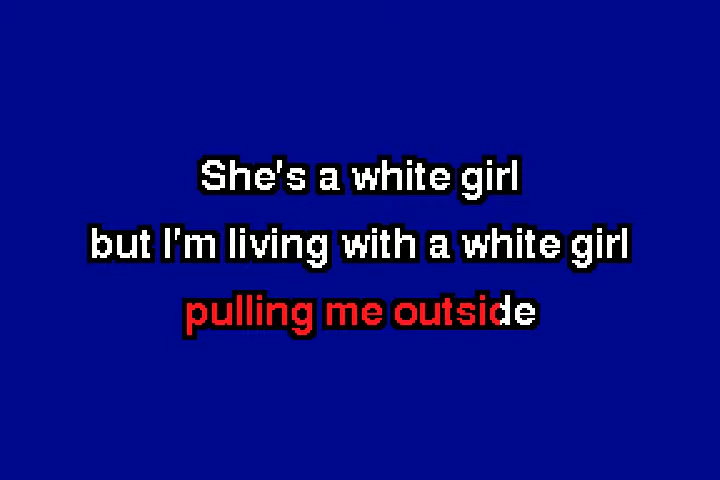 She's a white girl
but I'm living with a white girl
pulling me outside